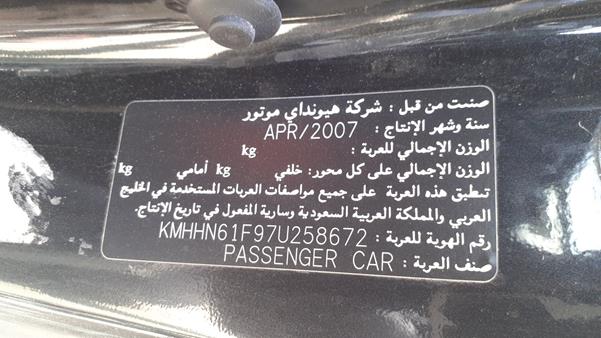 صنعت من قبل : شركة هيونداي موتور
سنة وشهر الإنتاج : APR/2007
الوزن الإجمالي للعربة : kg
الوزن الإجمالي على كل محور: خلفي kg أمامي kg
تنطبق هذه العربة على جميع مواصفات العربات المستخدمة في الخليج
العربي والمملكة العربية السعودية وسارية المفعول في تاريخ الإنتاج.
رقم الهوية للعربة : KMHHN61F97U258672
صنف العربة : PASSENGER CAR